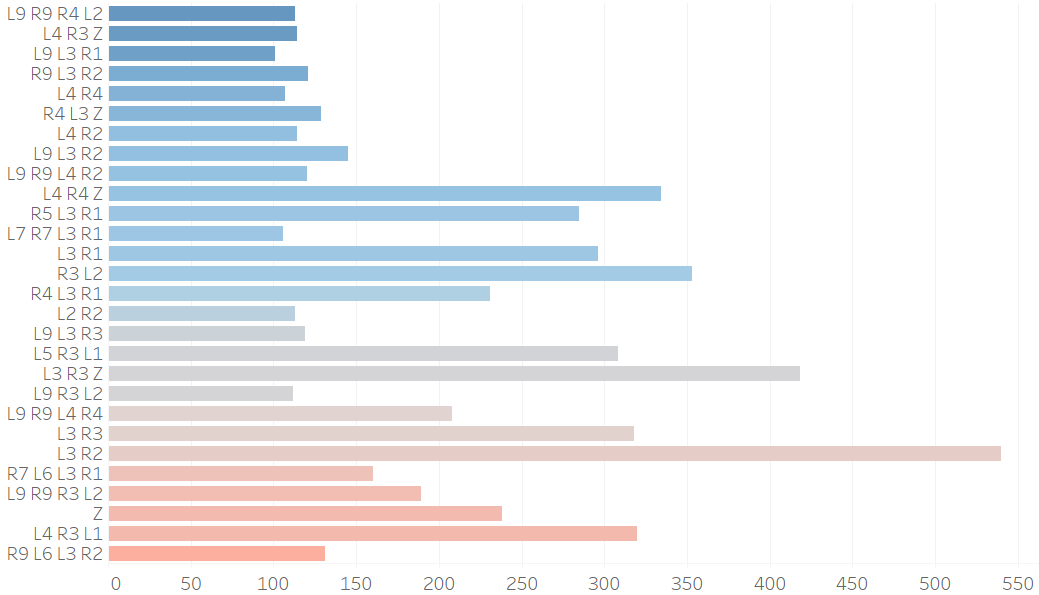 L9 R9 R4 L2
L4 R3 Z
L9 L3 R1
R9 L3 R2
L4 R4
R4 L3 Z
L4 R2
L9 L3 R2
L9 R9 L4 R2
L4 R4 Z
R5 L3 R1
L7 R7 L3 R1
L3 R1
R3 L2
R4 L3 R1
L2 R2
L9 L3 R3
L5 R3 L1
L3 R3 Z
L9 R3 L2
L9 R9 L4 R4
L3 R3
L3 R2
R7 L6 L3 R1
L9 R9 R3 L2
Z
L4 R3 L1
R9 L6 L3 R2
0 50 100 150 200 250 300 350 400 450 500 550